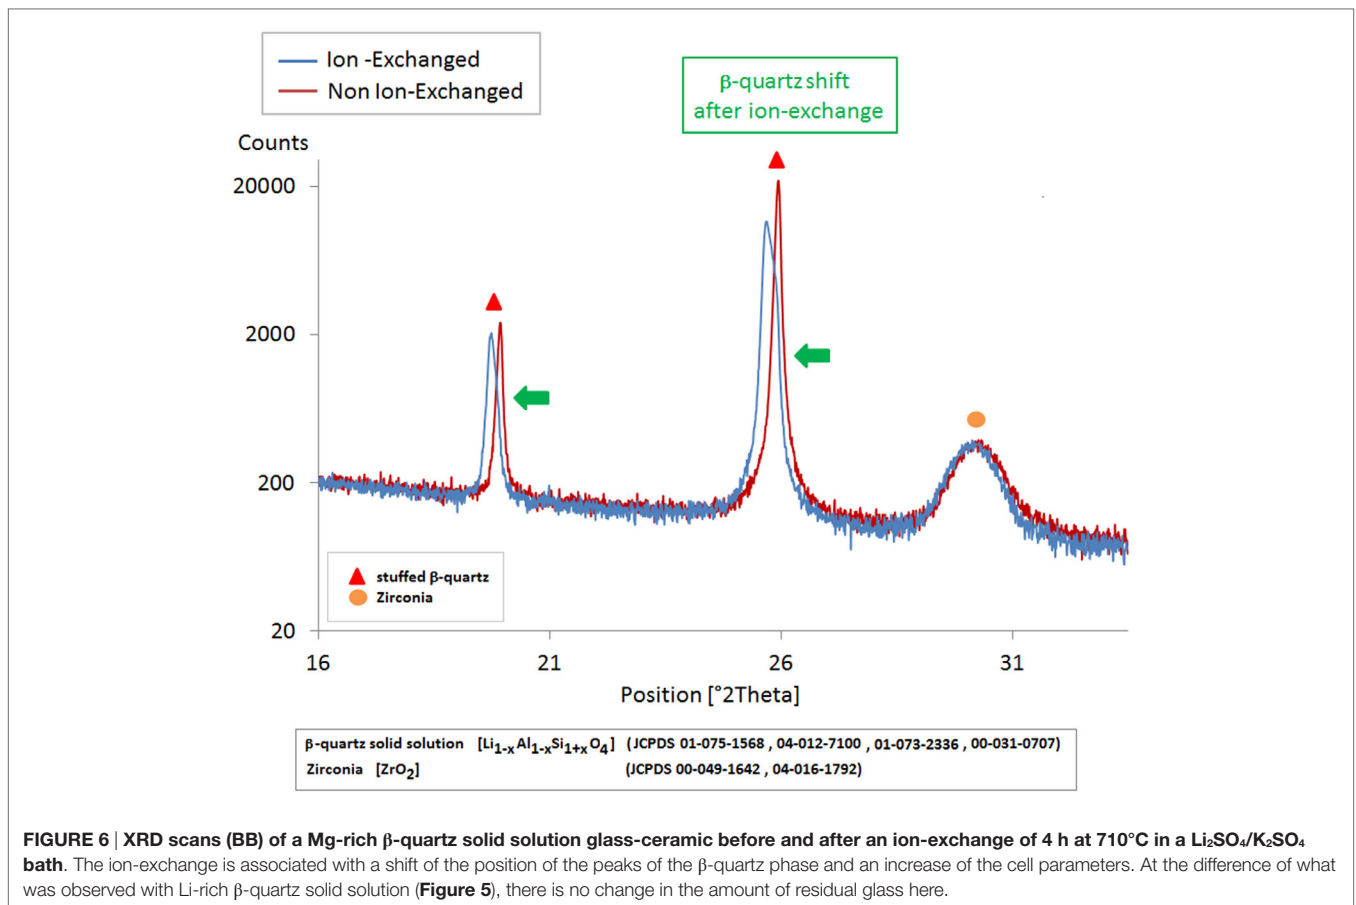 Ion -Exchanged
Non Ion-Exchanged
β-quartz shift
after ion-exchange
Counts
20000
2000
200
20
stuffed β-quartz
Zirconia
16 21 26 31
Position [°2Theta]
β-quartz solid solution [Li₁₋ₓAl₁₋ₓSi₁₊ₓO₄] (JCPDS 01-075-1568 , 04-012-7100 , 01-073-2336 , 00-031-0707)
Zirconia [ZrO₂] (JCPDS 00-049-1642 , 04-016-1792)
FIGURE 6 | XRD scans (BB) of a Mg-rich β-quartz solid solution glass-ceramic before and after an ion-exchange of 4 h at 710°C in a Li₂SO₄/K₂SO₄
bath. The ion-exchange is associated with a shift of the position of the peaks of the β-quartz phase and an increase of the cell parameters. At the difference of what
was observed with Li-rich β-quartz solid solution (Figure 5), there is no change in the amount of residual glass here.